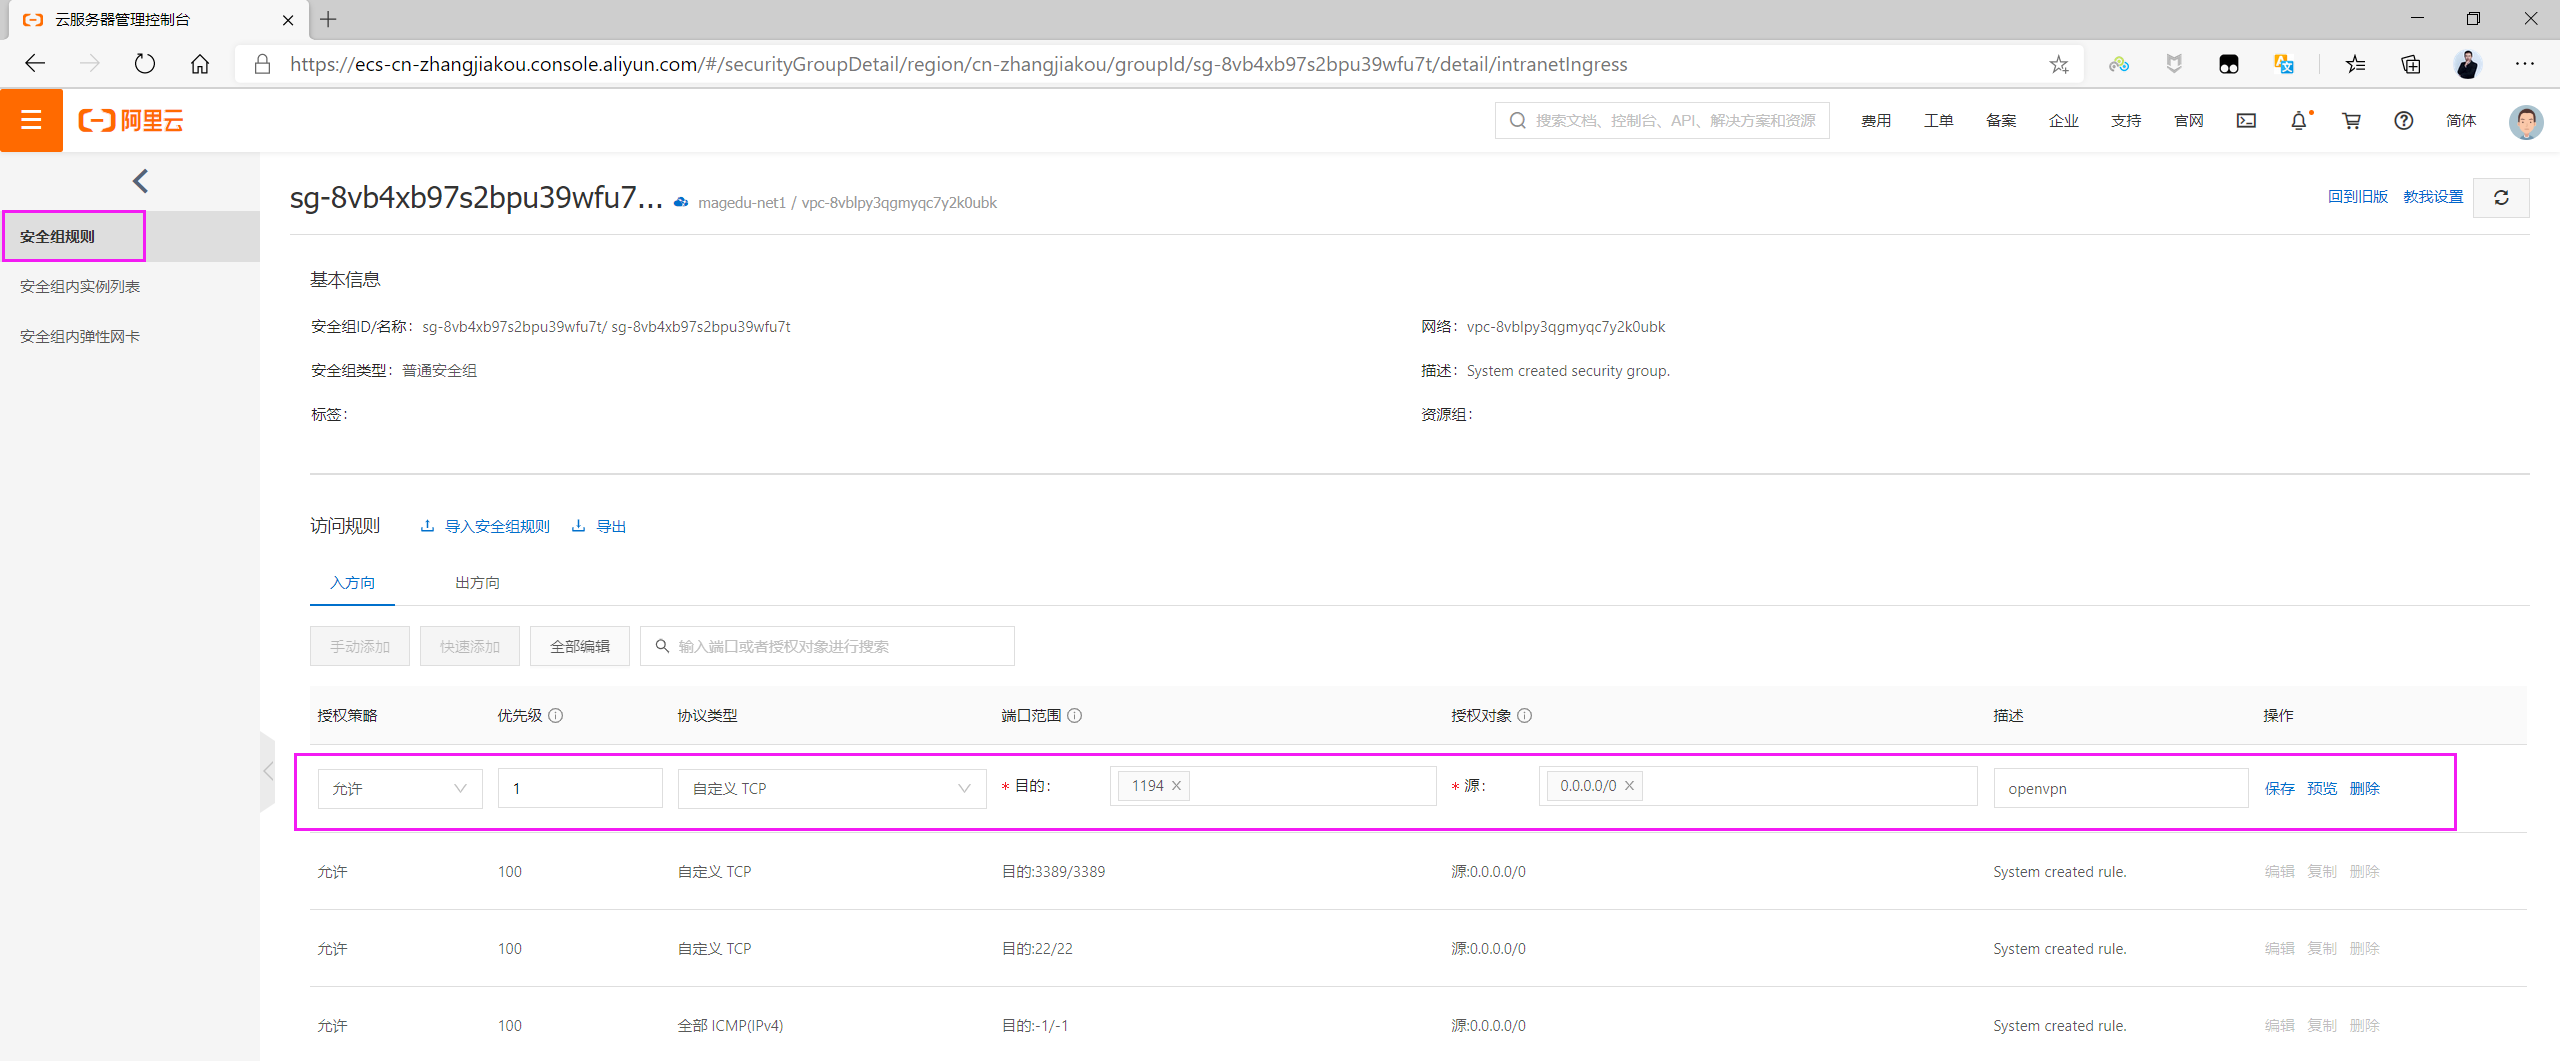 云服务器管理控制台
https://ecs-cn-zhangjiakou.console.aliyun.com/#/securityGroupDetail/region/cn-zhangjiakou/groupId/sg-8vb4xb97s2bpu39wfu7t/detail/intranetIngress
阿里云
搜索文档、控制台、API、解决方案和资源 费用 工单 备案 企业 支持 官网 简体
sg-8vb4xb97s2bpu39wfu7... magedu-net1 / vpc-8vblpy3qgmyqc7y2k0ubk 回到旧版 教我设置
安全组规则
安全组内实例列表
安全组内弹性网卡
基本信息
安全组ID/名称: sg-8vb4xb97s2bpu39wfu7t/ sg-8vb4xb97s2bpu39wfu7t 网络: vpc-8vblpy3qgmyqc7y2k0ubk
安全组类型: 普通安全组 描述: System created security group.
标签: 资源组:
访问规则 导入安全组规则 导出
入方向 出方向
手动添加 快速添加 全部编辑 输入端口或者授权对象进行搜索
授权策略 优先级 协议类型 端口范围 授权对象 描述 操作
允许 1 自定义 TCP * 目的: 1194 * 源: 0.0.0.0/0 openvpn 保存 预览 删除
允许 100 自定义 TCP 目的:3389/3389 源:0.0.0.0/0 System created rule. 编辑 复制 删除
允许 100 自定义 TCP 目的:22/22 源:0.0.0.0/0 System created rule. 编辑 复制 删除
允许 100 全部 ICMP(IPv4) 目的:-1/-1 源:0.0.0.0/0 System created rule. 编辑 复制 删除